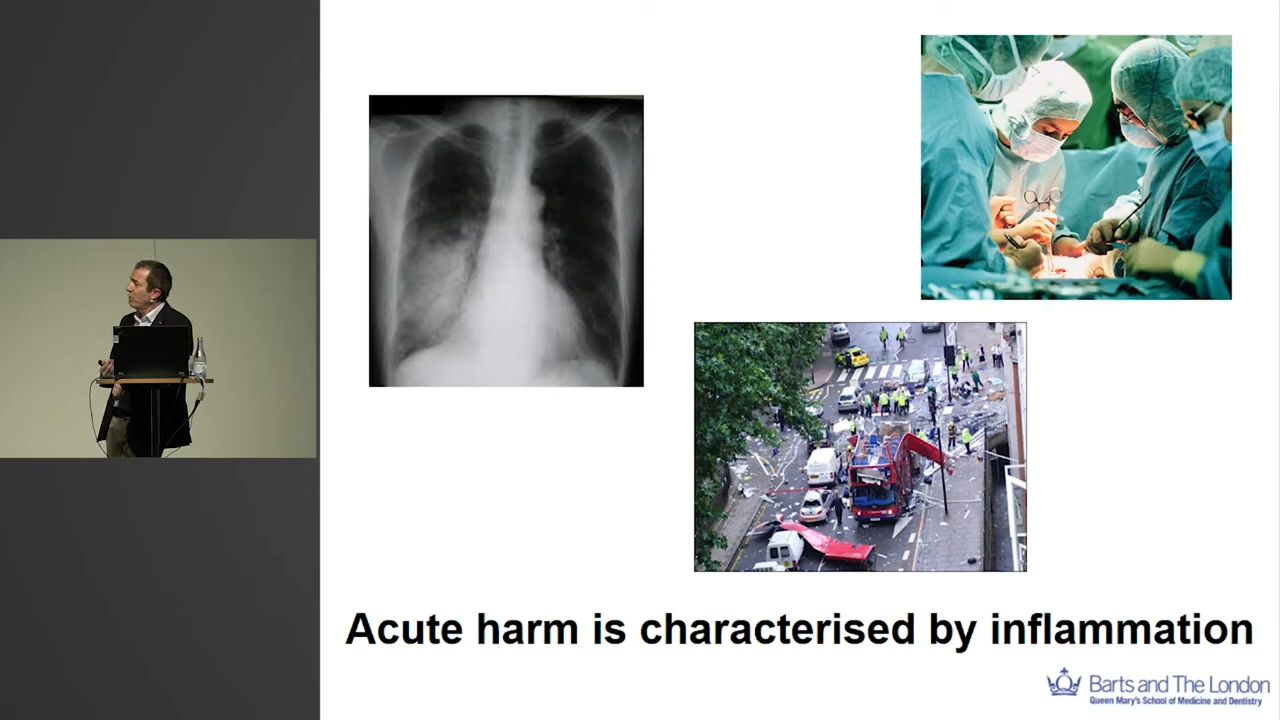 Acute harm is characterised by inflammation
Barts and The London
Queen Mary's School of Medicine and Dentistry